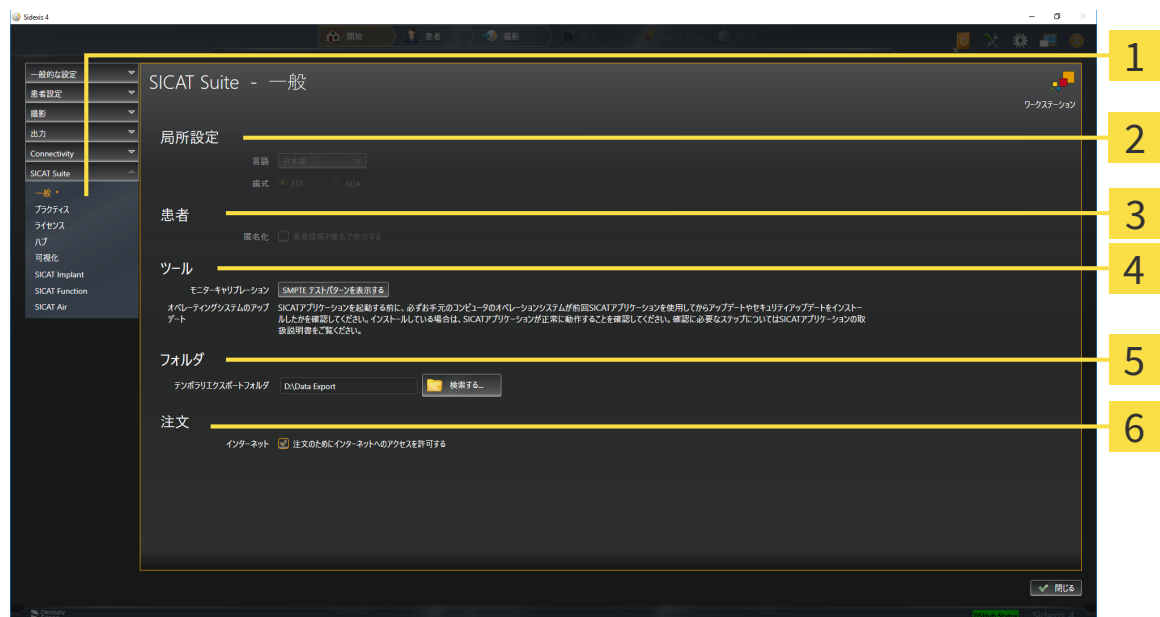 Sidexis 4
開始
患者
撮影
一般的な設定
患者設定
撮影
出力
Connectivity
SICAT Suite
一般 *
プラクティス
ライセンス
ハブ
可視化
SICAT Implant
SICAT Function
SICAT Air
SICAT Suite - 一般
ワークステーション
局所設定
言語 日本語
歯式 FDI ADA
患者
匿名化 患者情報を匿名で表示する
ツール
モニターキャリブレーション SMPTE テストパターンを表示する
オペレーティングシステムのアップデート
SICATアプリケーションを起動する前に、必ずお手元のコンピュータのオペレーションシステムが前回SICATアプリケーションを使用してからアップデートやセキュリティアップデートをインストー
ルしたかを確認してください。インストールしている場合は、SICATアプリケーションが正常に動作することを確認してください。確認に必要なステップについてはSICATアプリケーションの取
扱説明書をご覧ください。
フォルダ
テンポラリエクスポートフォルダ D:\Data Export 検索する...
注文
インターネット 注文のためにインターネットへのアクセスを許可する
閉じる
Dentsply
Sidexis 4
1
2
3
4
5
6